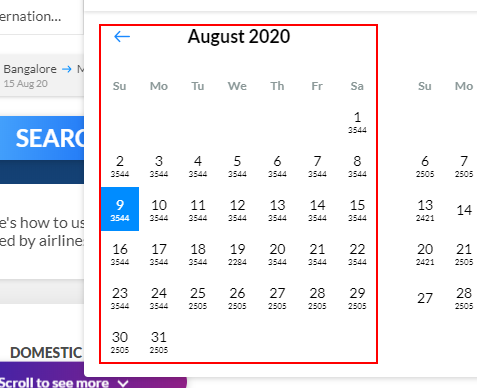 ernation...
Bangalore → M
15 Aug 20
SEARC
e's how to us
ed by airline
DOMESTIC
Scroll to see more
← August 2020
Su Mo Tu We Th Fr Sa
1
3544
2 3 4 5 6 7 8
3544 3544 3544 3544 3544 3544 3544
9 10 11 12 13 14 15
3544 3544 3544 3544 3544 3544 3544
16 17 18 19 20 21 22
3544 3544 3544 2284 3544 3544 3544
23 24 25 26 27 28 29
3544 3544 2505 2505 2505 2505 2505
30 31
2505 2505
Su Mo
6 7
2505 2505
13 14
2421
20 21
2421 2505
27 28
2505